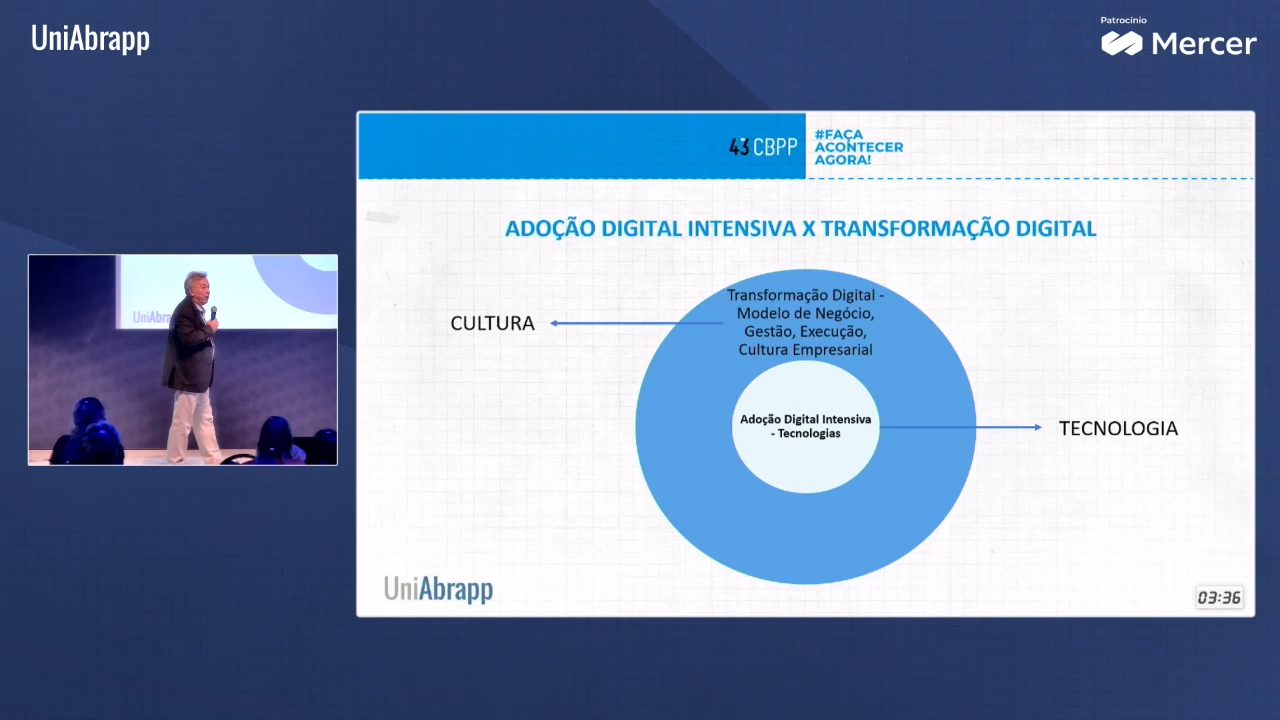 UniAbrapp
Patrocínio
Mercer
43 CBPP
#FAÇA
ACONTECER
AGORA!
ADOÇÃO DIGITAL INTENSIVA X TRANSFORMAÇÃO DIGITAL
Transformação Digital -
Modelo de Negócio,
Gestão, Execução,
Cultura Empresarial
CULTURA
Adoção Digital Intensiva
- Tecnologias
TECNOLOGIA
UniAbrapp
UniAbrapp
03:36